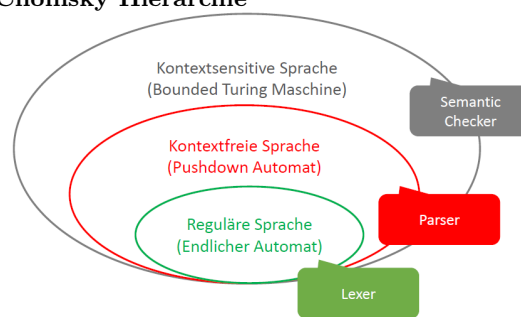 Chomsky Hierarchie
Kontextsensitive Sprache
(Bounded Turing Maschine)
Semantic
Checker
Kontextfreie Sprache
(Pushdown Automat)
Parser
Reguläre Sprache
(Endlicher Automat)
Lexer